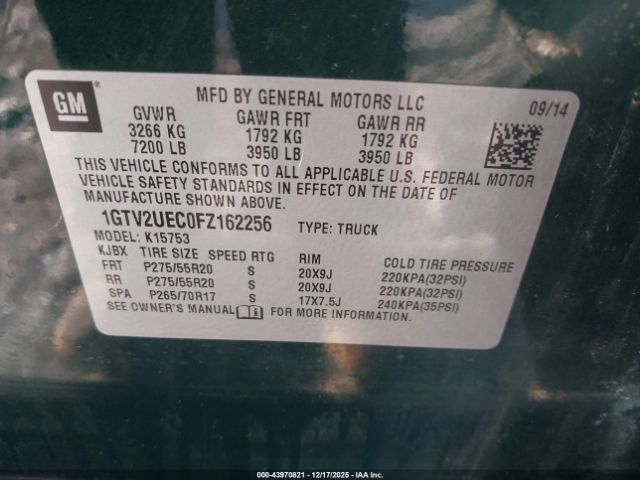 GM
MFD BY GENERAL MOTORS LLC
09/14
GVWR GAWR FRT GAWR RR
3266 KG 1792 KG 1792 KG
7200 LB 3950 LB 3950 LB
THIS VEHICLE CONFORMS TO ALL APPLICABLE U.S. FEDERAL MOTOR
VEHICLE SAFETY STANDARDS IN EFFECT ON THE DATE OF
MANUFACTURE SHOWN ABOVE.
1GTV2UEC0FZ162256 TYPE: TRUCK
MODEL: K15753
KJBX TIRE SIZE SPEED RTG RIM COLD TIRE PRESSURE
FRT P275/55R20 S 20X9J 220KPA(32PSI)
RR P275/55R20 S 20X9J 220KPA(32PSI)
SPA P265/70R17 S 17X7.5J 240KPA(35PSI)
SEE OWNER'S MANUAL FOR MORE INFORMATION.
000-43970821 - 12/17/2025 - IAA Inc.